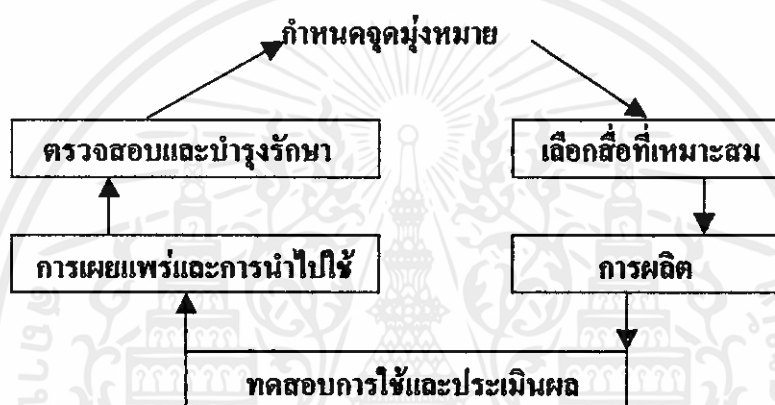 กำหนดจุดมุ่งหมาย
ตรวจสอบและบำรุงรักษา
เลือกสื่อที่เหมาะสม
การเผยแพร่และการนำไปใช้
การผลิต
ทดสอบการใช้และประเมินผล